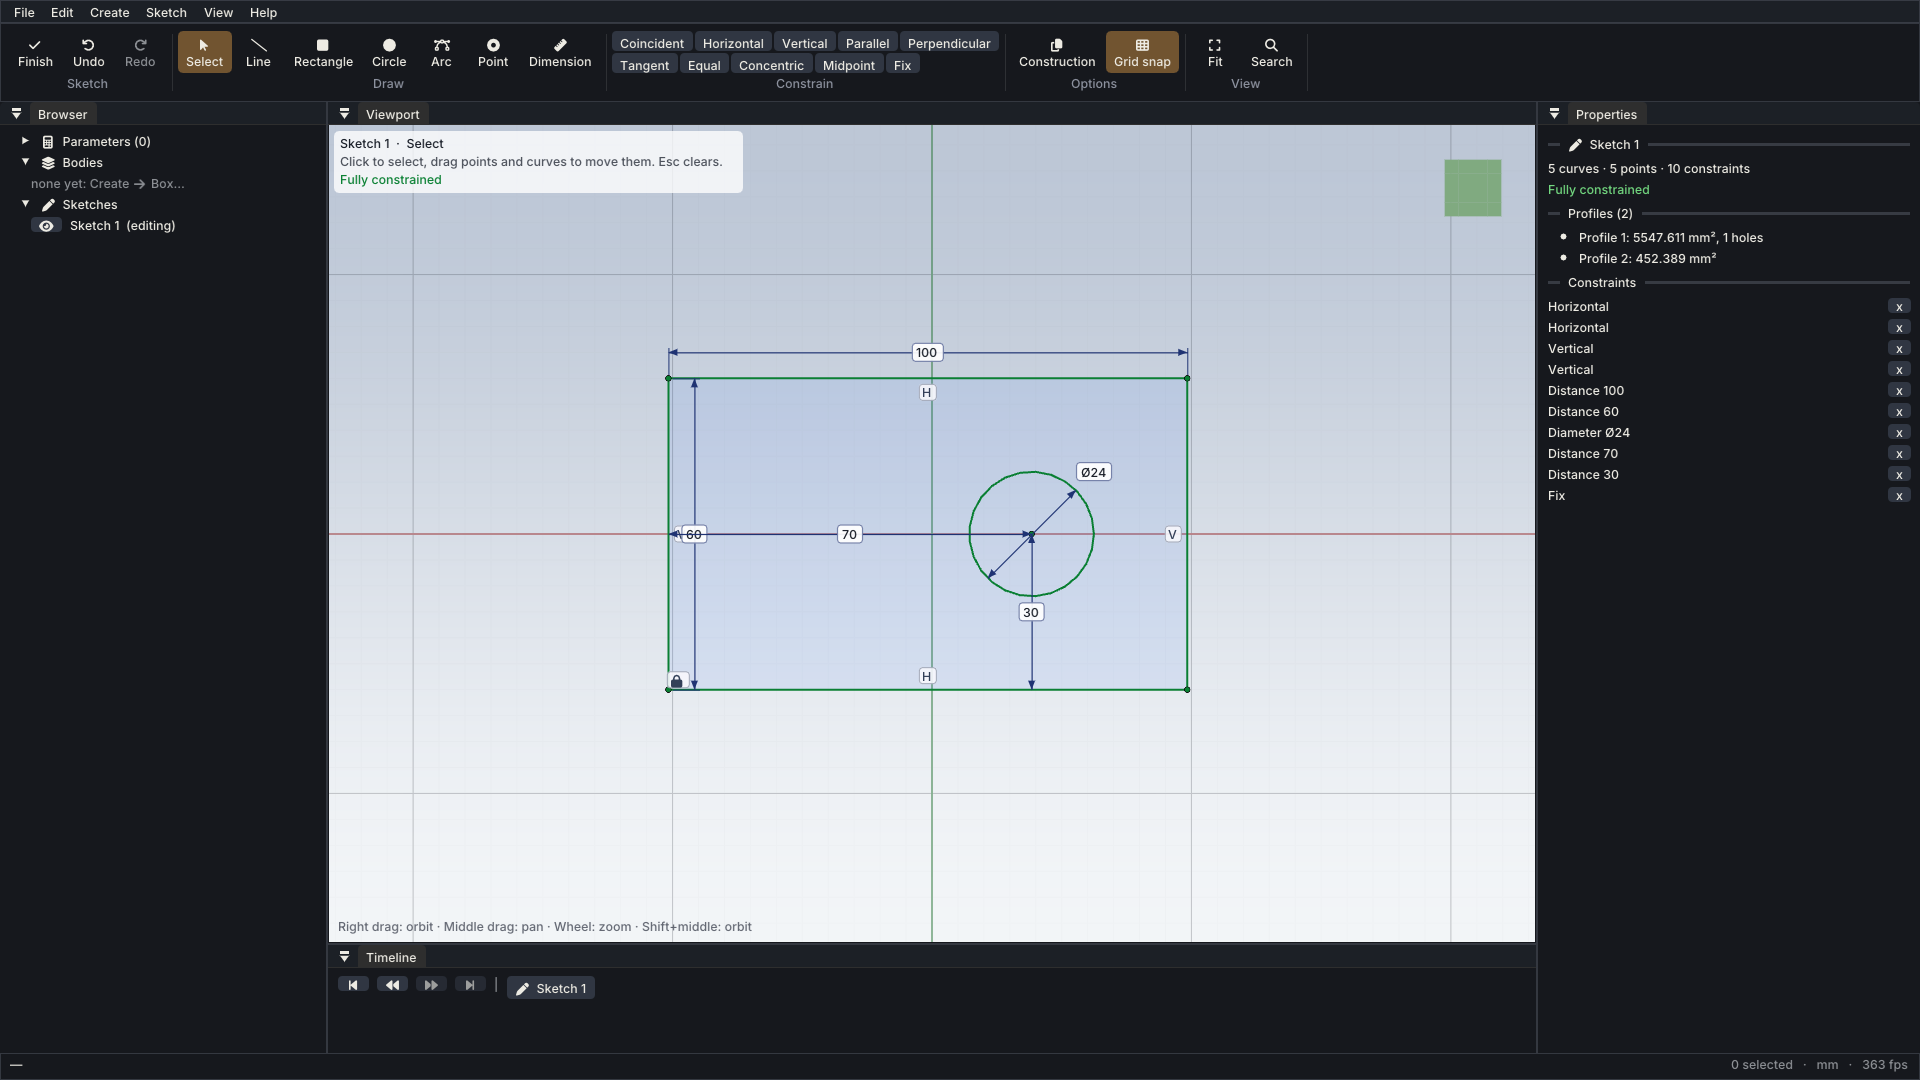 File Edit Create Sketch View Help
Finish Undo Redo Select Line Rectangle Circle Arc Point Dimension
Coincident Horizontal Vertical Parallel Perpendicular
Tangent Equal Concentric Midpoint Fix
Construction Grid snap Fit Search
Sketch Draw Constrain Options View
Browser
Parameters (0)
Bodies
none yet: Create → Box...
Sketches
Sketch 1 (editing)
Viewport
Sketch 1 · Select
Click to select, drag points and curves to move them. Esc clears.
Fully constrained
100
H
Ø24
60
70
V
30
H
Right drag: orbit · Middle drag: pan · Wheel: zoom · Shift+middle: orbit
Timeline
Sketch 1
Properties
Sketch 1
5 curves · 5 points · 10 constraints
Fully constrained
Profiles (2)
Profile 1: 5547.611 mm², 1 holes
Profile 2: 452.389 mm²
Constraints
Horizontal x
Horizontal x
Vertical x
Vertical x
Distance 100 x
Distance 60 x
Diameter Ø24 x
Distance 70 x
Distance 30 x
Fix x
0 selected · mm · 363 fps